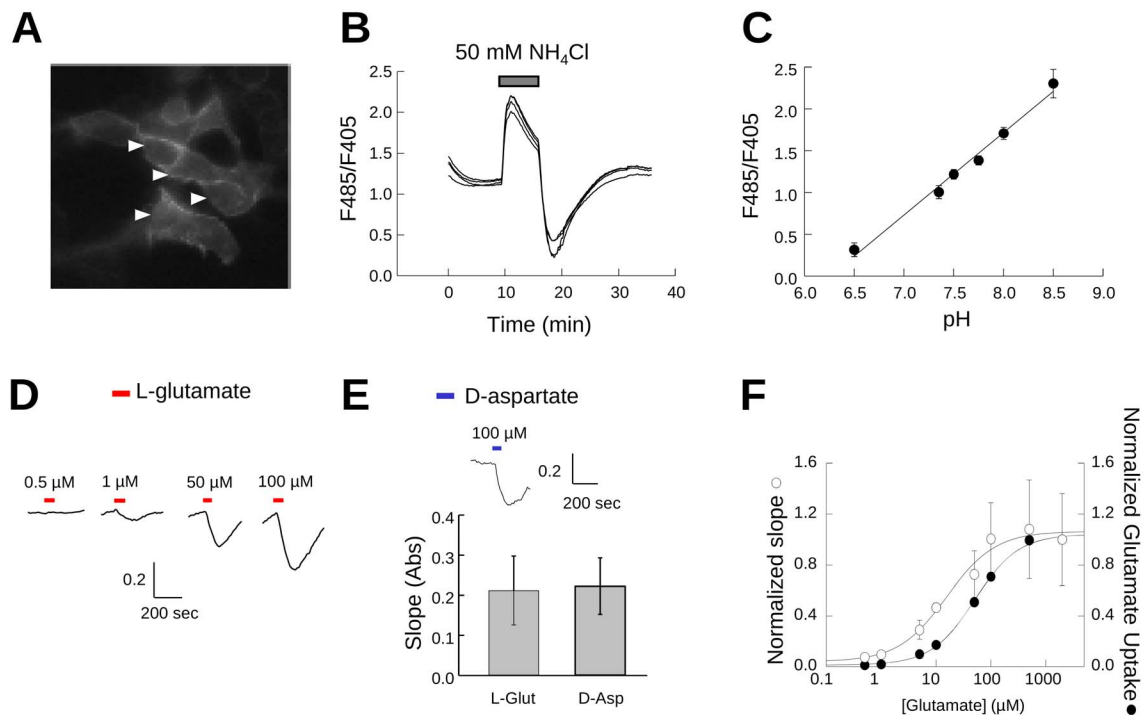 A
B
50 mM NH₄Cl
F485/F405
2.5
2.0
1.5
1.0
0.5
0.0
0 10 20 30 40
Time (min)
C
F485/F405
2.5
2.0
1.5
1.0
0.5
0.0
6.0 6.5 7.0 7.5 8.0 8.5 9.0
pH
D
L-glutamate
0.5 µM 1 µM 50 µM 100 µM
0.2
200 sec
E
D-aspartate
100 µM
0.2
200 sec
Slope (Abs)
0.4
0.3
0.2
0.1
0.0
L-Glut D-Asp
F
Normalized slope
1.6
1.2
0.8
0.4
0.0
0.1 1 10 100 1000
[Glutamate] (µM)
1.6
1.2
0.8
0.4
0.0
Normalized Glutamate Uptake